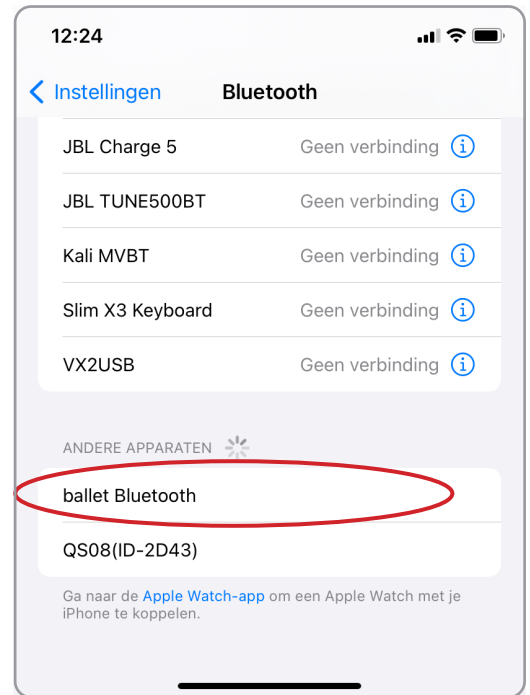 12:24
Instellingen Bluetooth
JBL Charge 5 Geen verbinding
JBL TUNE500BT Geen verbinding
Kali MVBT Geen verbinding
Slim X3 Keyboard Geen verbinding
VX2USB Geen verbinding
ANDERE APPARATEN
ballet Bluetooth
QS08(ID-2D43)
Ga naar de Apple Watch-app om een Apple Watch met je
iPhone te koppelen.